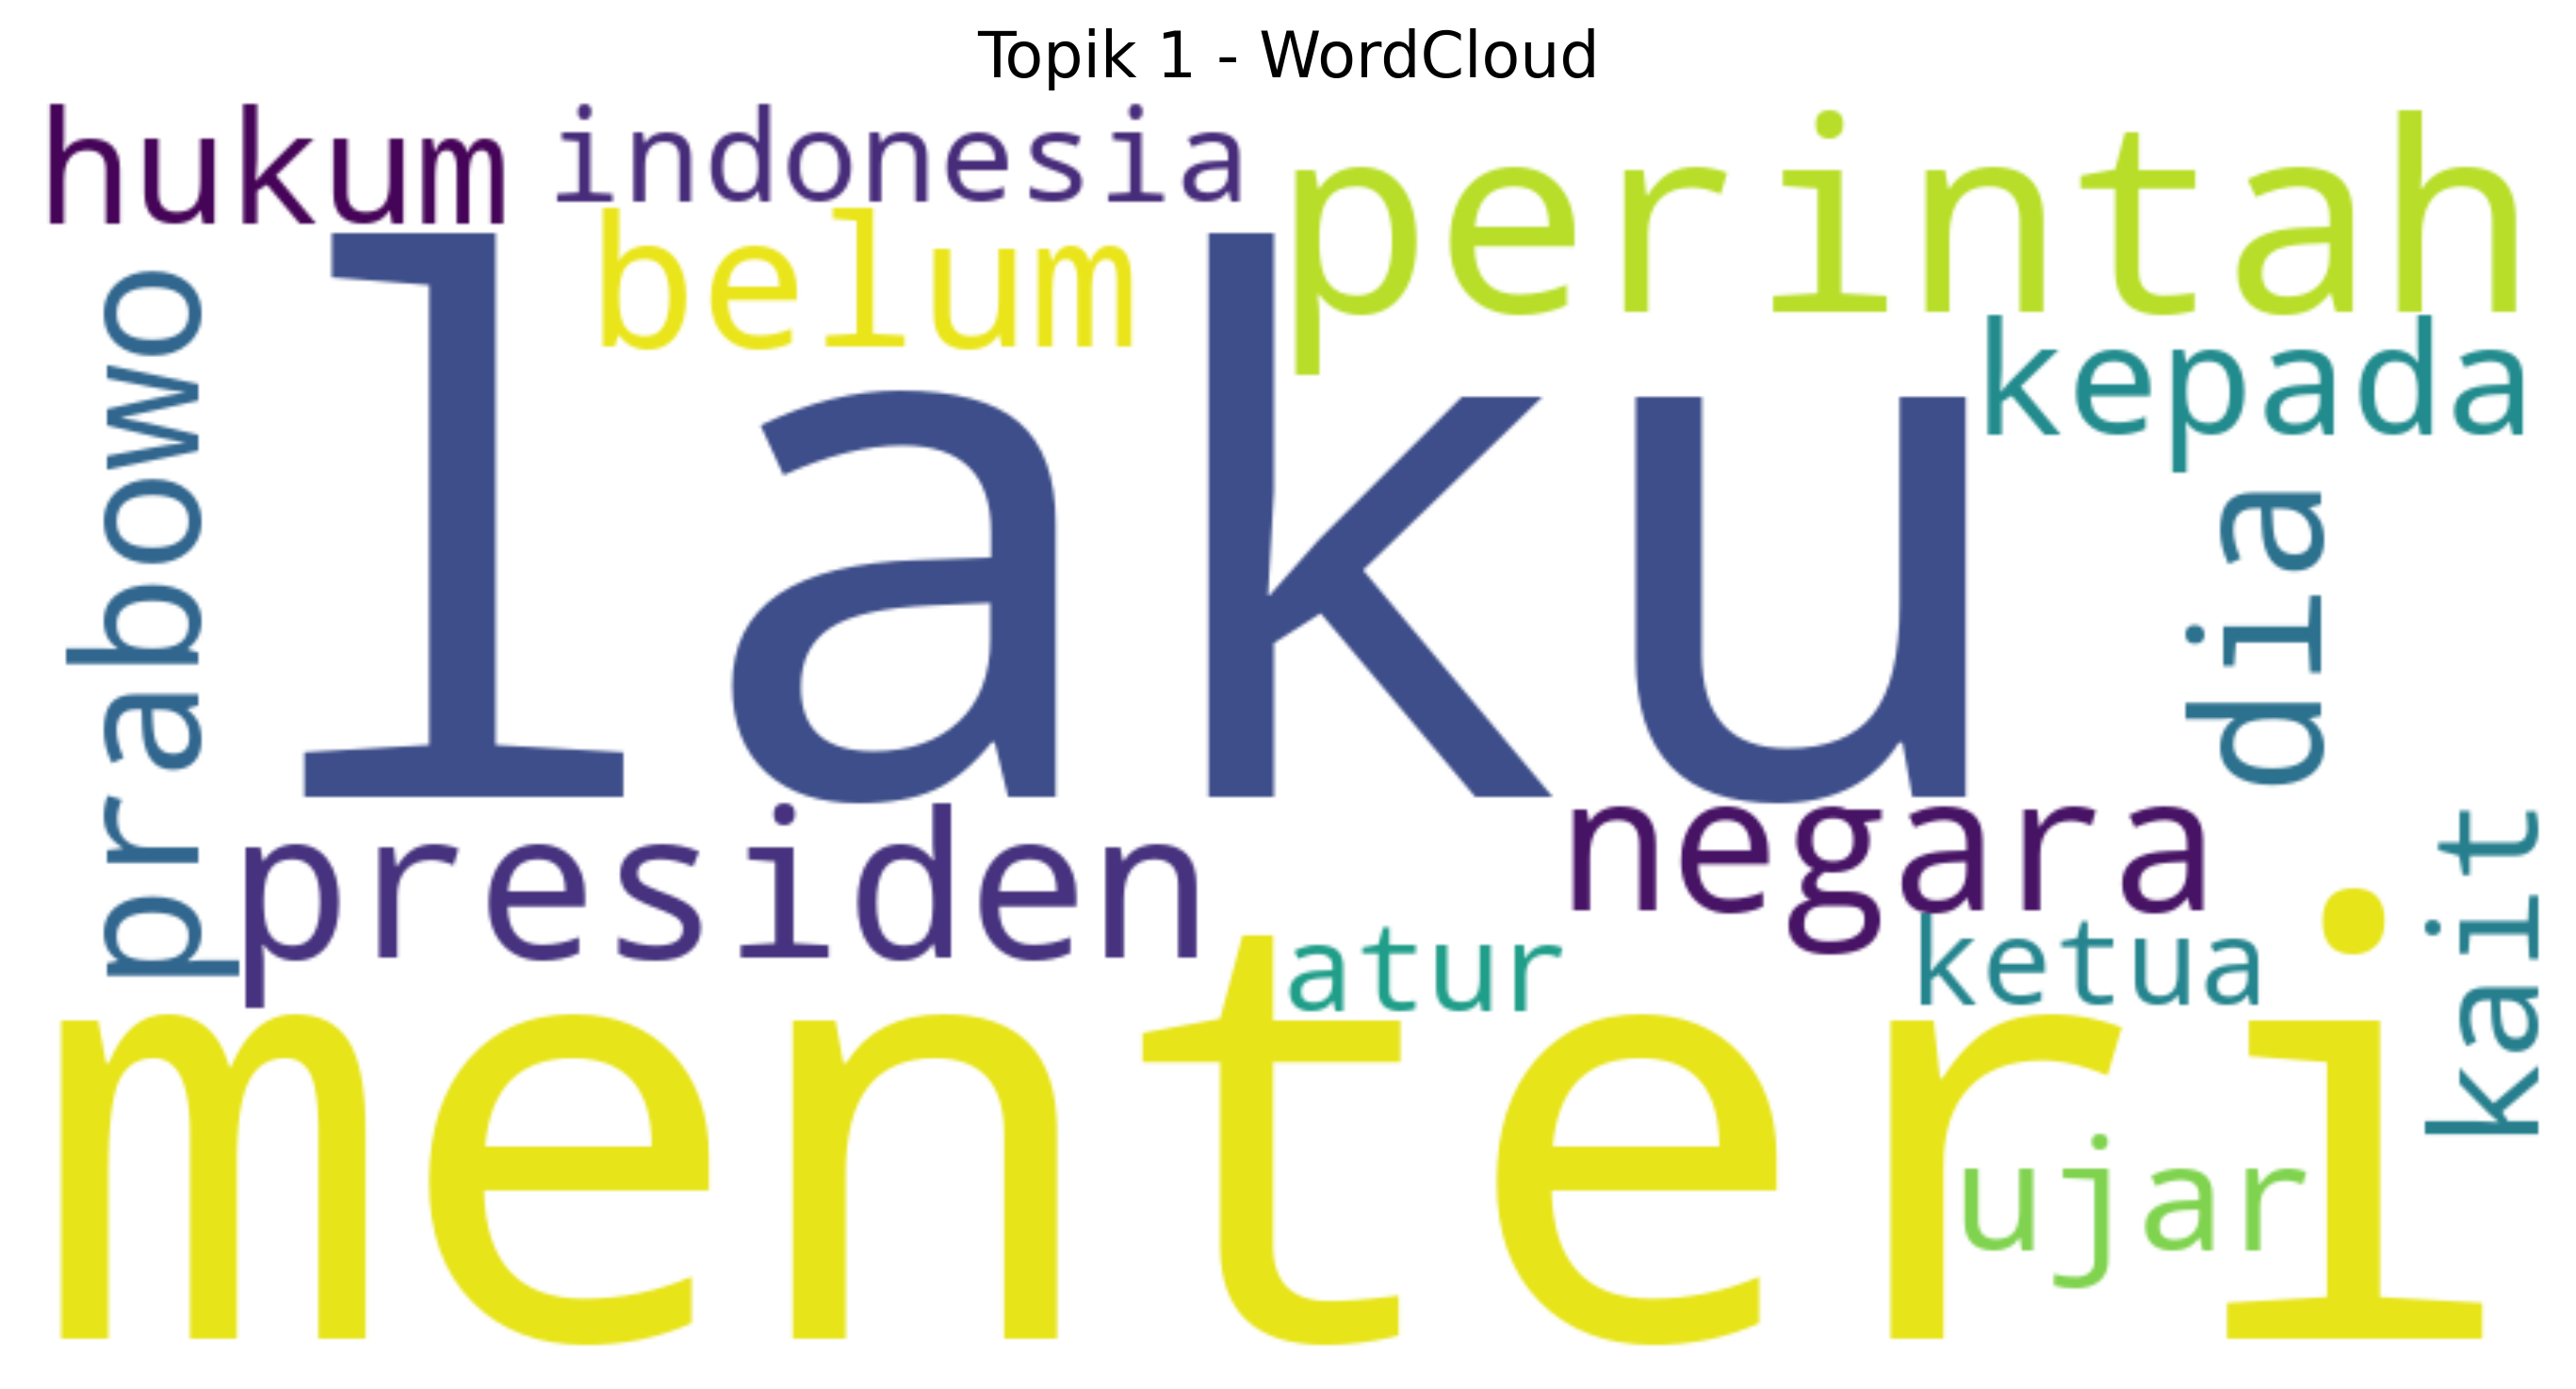 Topik 1 - WordCloud
hukum
indonesia
perintah
belum
prabowo
laku
kepada
dia
presiden
negara
kait
atur
ketua
menteri
ujar